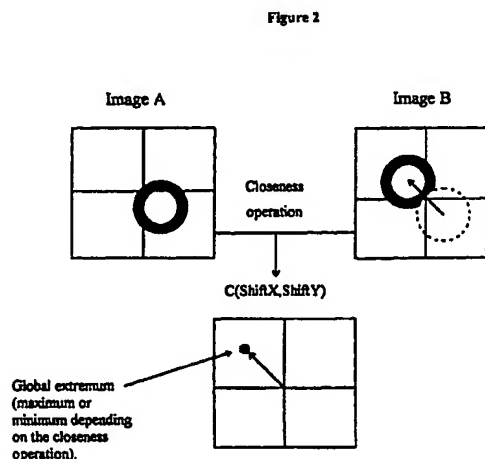 Figure 2
Image A
Image B
Closeness
operation
C(ShiftX,ShiftY)
Global extremum
(maximum or
minimum depending
on the closeness
operation).